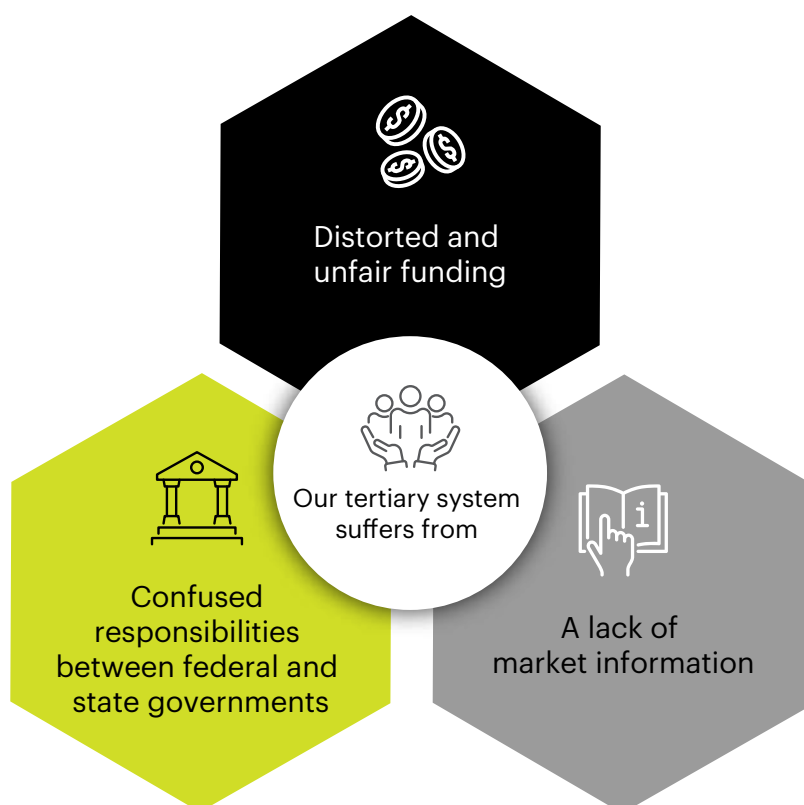 Distorted and
unfair funding
Our tertiary system
suffers from
Confused
responsibilities
between federal and
state governments
i
A lack of
market information